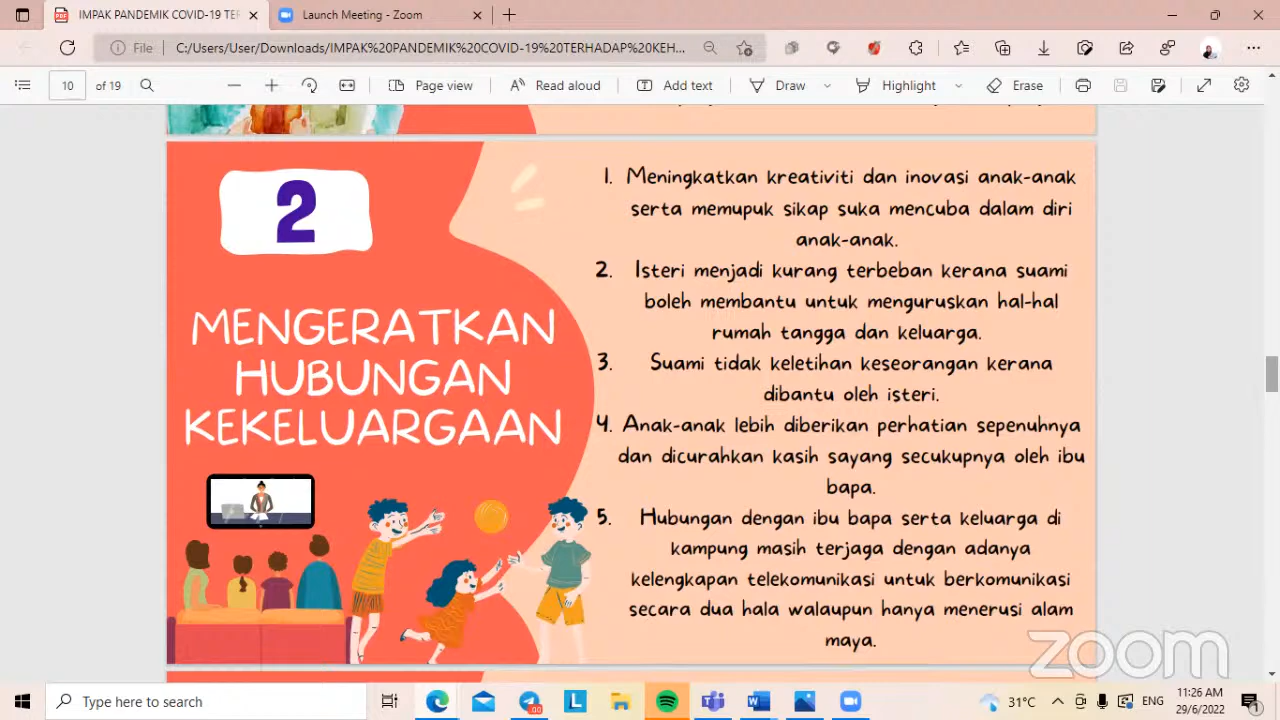 IMPAK PANDEMIK COVID-19 TER
Launch Meeting - Zoom
File
C:/Users/User/Downloads/IMPAK%20PANDEMIK%20COVID-19%20TERHADAP%20KEH...
10 of 19
Page view
Read aloud
Add text
Draw
Highlight
Erase
2
MENGERATKAN
HUBUNGAN
KEKELUARGAAN
1. Meningkatkan kreativiti dan inovasi anak-anak
serta memupuk sikap suka mencuba dalam diri
anak-anak.
2. Isteri menjadi kurang terbeban kerana suami
boleh membantu untuk menguruskan hal-hal
rumah tangga dan keluarga.
3. Suami tidak keletihan keseorangan kerana
dibantu oleh isteri.
4. Anak-anak lebih diberikan perhatian sepenuhnya
dan dicurahkan kasih sayang secukupnya oleh ibu
bapa.
5. Hubungan dengan ibu bapa serta keluarga di
kampung masih terjaga dengan adanya
kelengkapan telekomunikasi untuk berkomunikasi
secara dua hala walaupun hanya menerusi alam
maya.
zoom
Type here to search
31°C
ENG
11:26 AM
29/6/2022